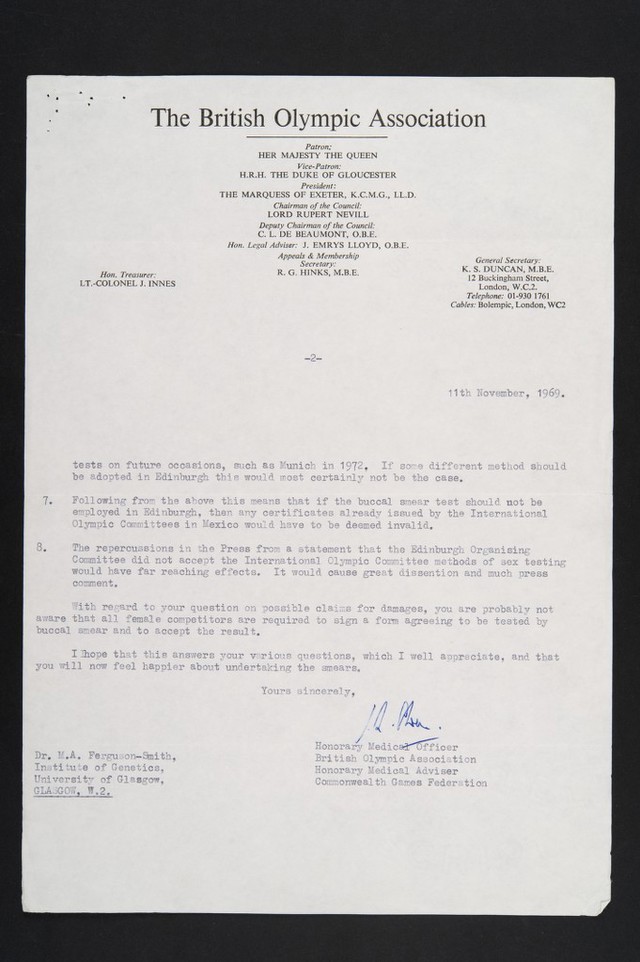 The British Olympic Association
Patron:
HER MAJESTY THE QUEEN
Vice-Patron:
H.R.H. THE DUKE OF GLOUCESTER
President:
THE MARQUESS OF EXETER, K.C.M.G., LL.D.
Chairman of the Council:
LORD RUPERT NEVILL
Deputy Chairman of the Council:
C. L. DE BEAUMONT, O.B.E.
Hon. Legal Adviser: J. EMRYS LLOYD, O.B.E.
Appeals & Membership
Secretary:
R. G. HINKS, M.B.E.
Hon. Treasurer:
LT.-COLONEL J. INNES
General Secretary:
K. S. DUNCAN, M.B.E.
12 Buckingham Street,
London, W.C.2.
Telephone: 01-930 1761
Cables: Bolempic, London, WC2
-2-
11th November, 1969.
tests on future occasions, such as Munich in 1972. If some different method should
be adopted in Edinburgh this would most certainly not be the case.
7. Following from the above this means that if the buccal smear test should not be
employed in Edinburgh, then any certificates already issued by the International
Olympic Committees in Mexico would have to be deemed invalid.
8. The repercussions in the Press from a statement that the Edinburgh Organising
Committee did not accept the International Olympic Committee methods of sex testing
would have far reaching effects. It would cause great dissention and much press
comment.
With regard to your question on possible claims for damages, you are probably not
aware that all female competitors are required to sign a form agreeing to be tested by
buccal smear and to accept the result.
I hope that this answers your various questions, which I well appreciate, and that
you will now feel happier about undertaking the smears.
Yours sincerely,
Honorary Medical Officer
British Olympic Association
Honorary Medical Adviser
Commonwealth Games Federation
Dr. M.A. Ferguson-Smith,
Institute of Genetics,
University of Glasgow,
GLASGOW, W.2.